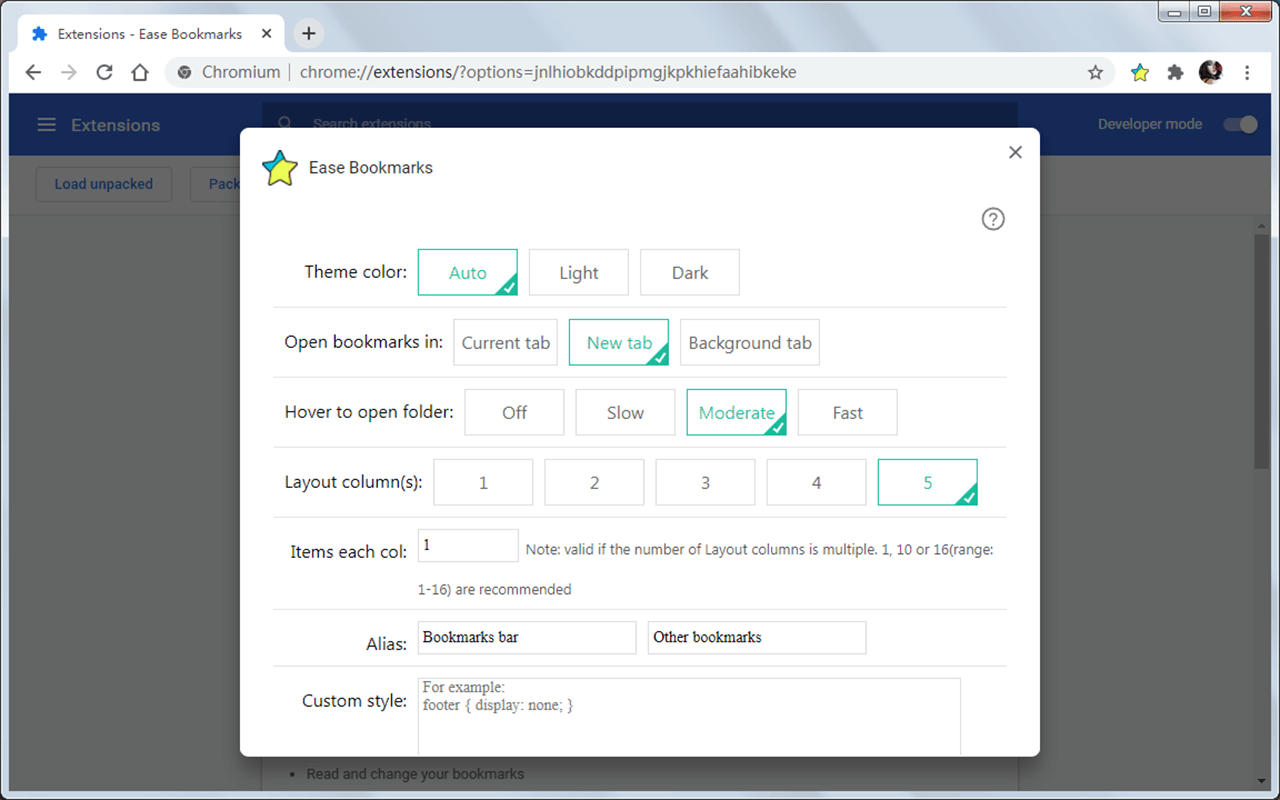 Extensions - Ease Bookmarks
Chromium | chrome://extensions/?options=jnlhiobkddpipmgjkpkhiefaahibkeke
Extensions
Search extensions
Developer mode
Load unpacked
Pack
Ease Bookmarks
Theme color: Auto Light Dark
Open bookmarks in: Current tab New tab Background tab
Hover to open folder: Off Slow Moderate Fast
Layout column(s): 1 2 3 4 5
Items each col: 1 Note: valid if the number of Layout columns is multiple. 1, 10 or 16(range:
1-16) are recommended
Alias: Bookmarks bar Other bookmarks
Custom style: For example:
footer { display: none; }
Read and change your bookmarks